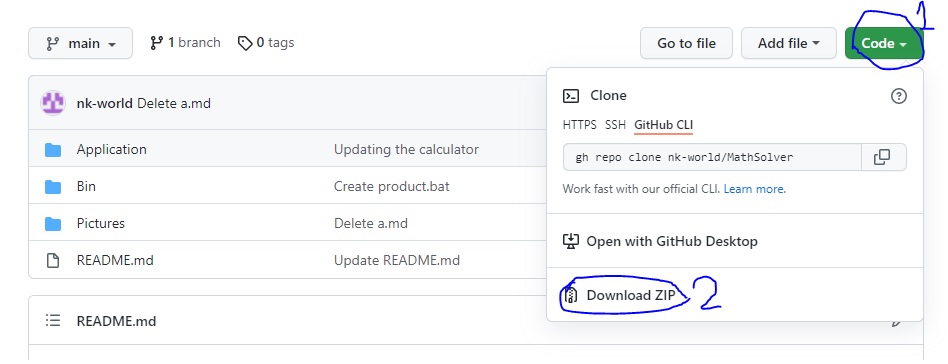 1
main 1 branch 0 tags Go to file Add file Code
nk-world Delete a.md
Clone
HTTPS SSH GitHub CLI
Application Updating the calculator
gh repo clone nk-world/MathSolver
Bin Create product.bat
Work fast with our official CLI. Learn more.
Pictures Delete a.md
Open with GitHub Desktop
README.md Update README.md
Download ZIP 2
README.md